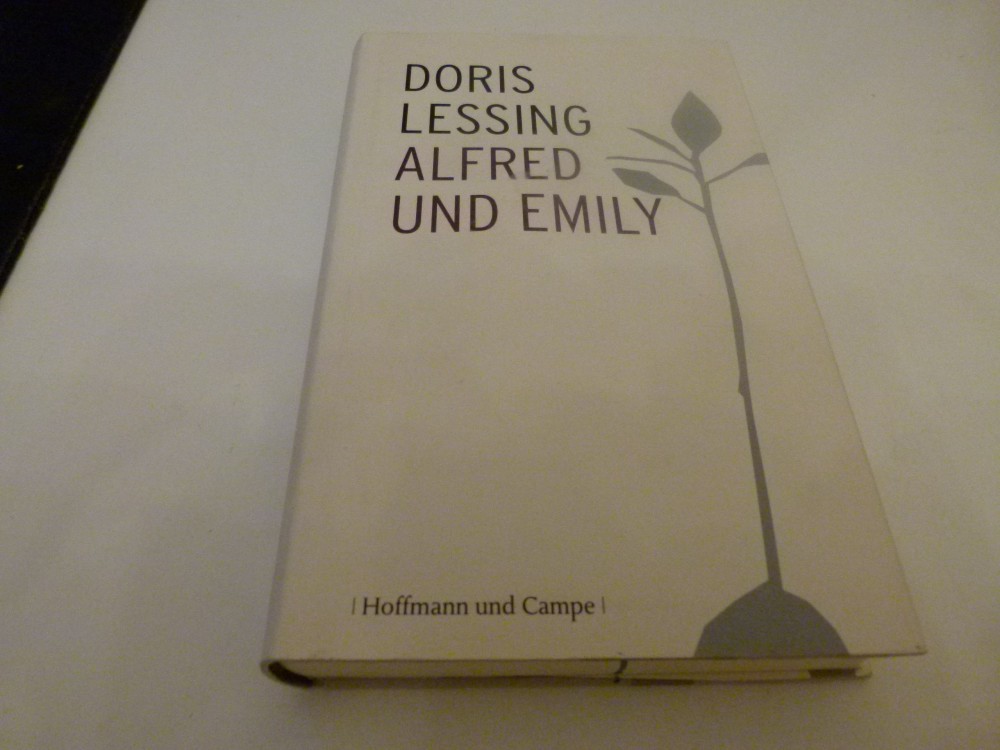 DORIS
LESSING
ALFRED
UND EMILY
| Hoffmann und Campe |